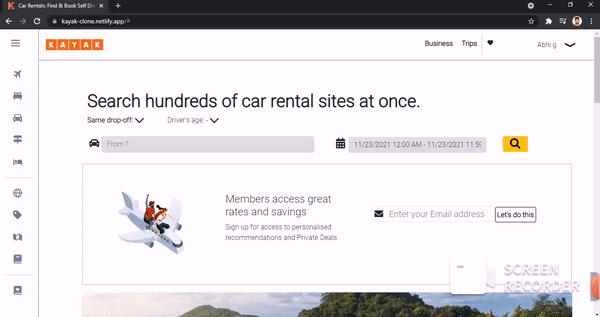 Car Rentals: Find & Book Self Dr
kayak-clone.netlify.app/#
KAYAK
Business
Trips
Abhi g
Search hundreds of car rental sites at once.
Same drop-off:
Driver's age: -
From ?
11/23/2021 12:00 AM - 11/23/2021 11:59
Members access great
rates and savings
Sign up for access to personalised
recommendations and Private Deals.
Enter your Email address
Let's do this
SCREEN
RECORDER